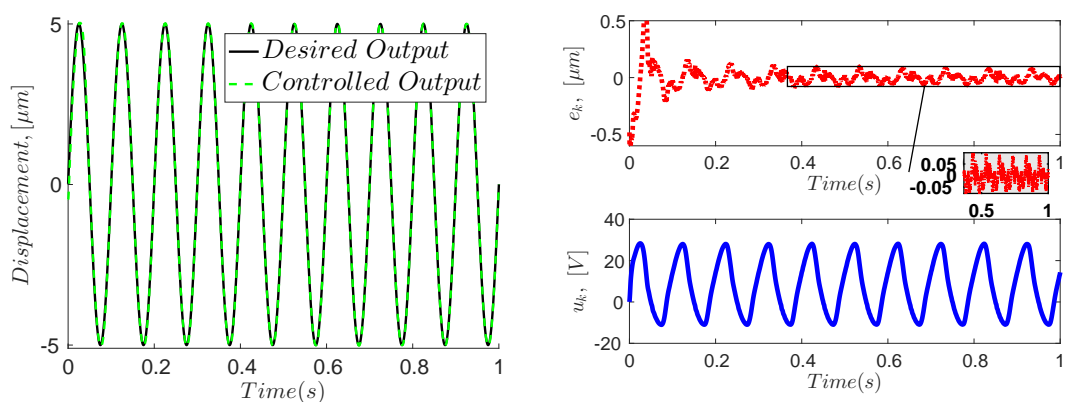 5
0
-5
Displacement, [μm]
Desired Output
Controlled Output
0 0.2 0.4 0.6 0.8 1
Time(s)
0.5
0
-0.5
e_k, [μm]
0 0.2 0.4 0.6 0.8 1
Time(s)
0.05
0
-0.05
0.5 1
40
20
0
-20
u_k, [V]
0 0.2 0.4 0.6 0.8 1
Time(s)